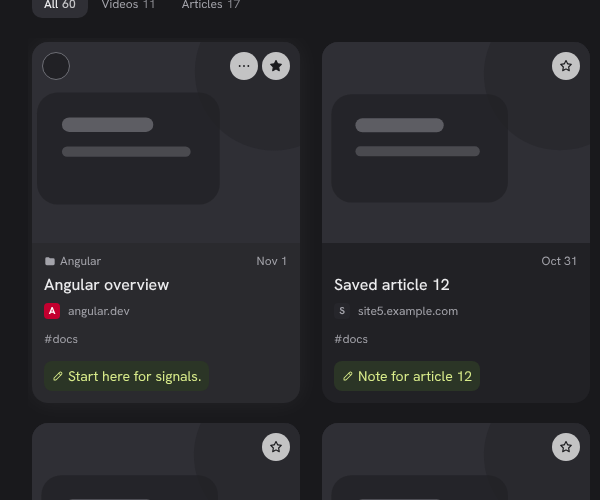 All 60 Videos 11 Articles 17
Angular Nov 1
Angular overview
A angular.dev
#docs
Start here for signals.
Oct 31
Saved article 12
S site5.example.com
#docs
Note for article 12